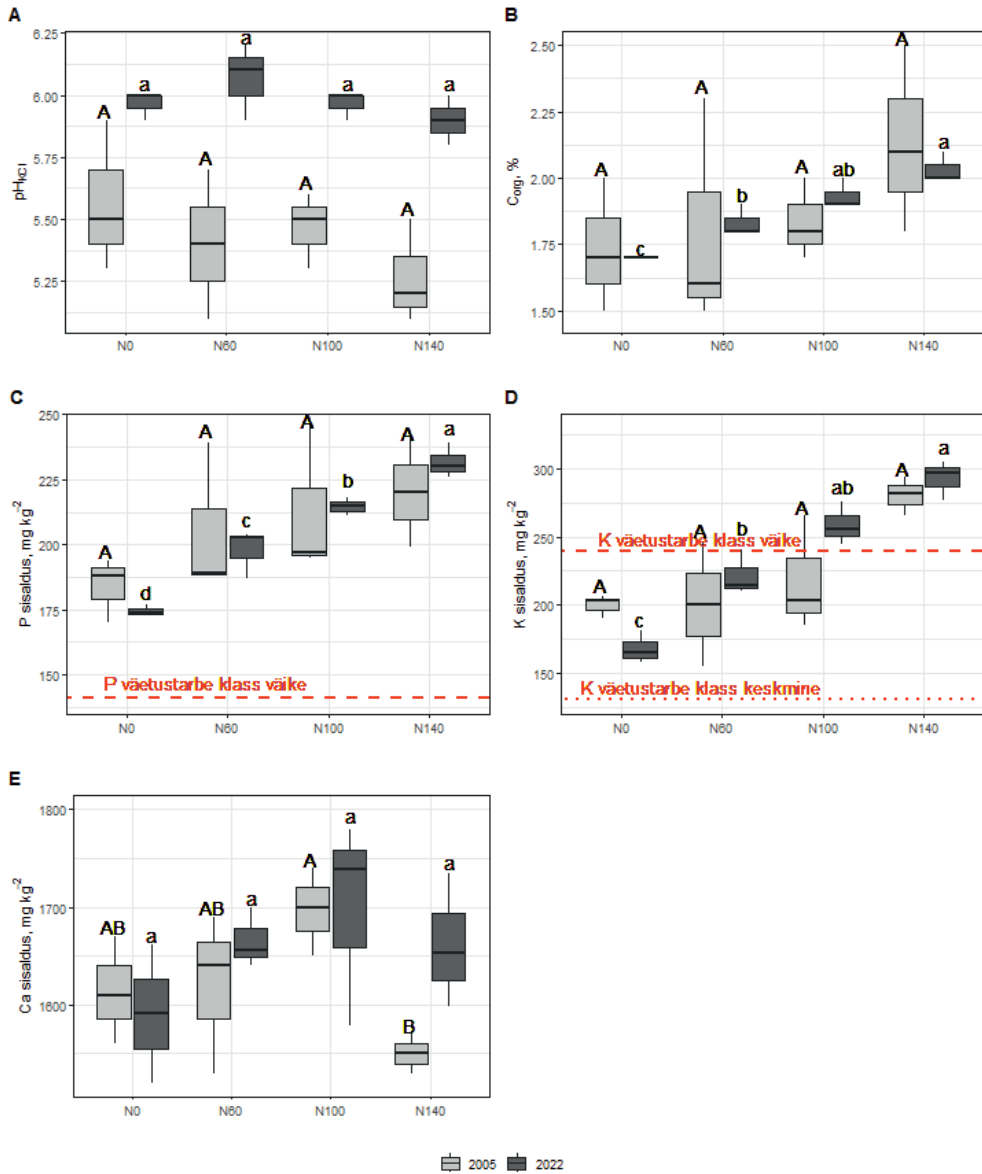 A
pHKCl
6.25
6.00
5.75
5.50
5.25
A
a
A
a
A
a
A
a
N0
N60
N100
N140
B
Corg, %
2.50
2.25
2.00
1.75
1.50
A
c
A
b
A
ab
A
a
N0
N60
N100
N140
C
P sisaldus, mg kg⁻²
250
225
200
175
150
A
d
A
c
A
b
A
a
P väetustarbe klass väike
N0
N60
N100
N140
D
K sisaldus, mg kg⁻²
300
250
200
150
A
c
A
b
A
ab
A
a
K väetustarbe klass väike
K väetustarbe klass keskmine
N0
N60
N100
N140
E
Ca sisaldus, mg kg⁻²
1800
1700
1600
AB
a
AB
a
A
a
B
a
N0
N60
N100
N140
2005 2022